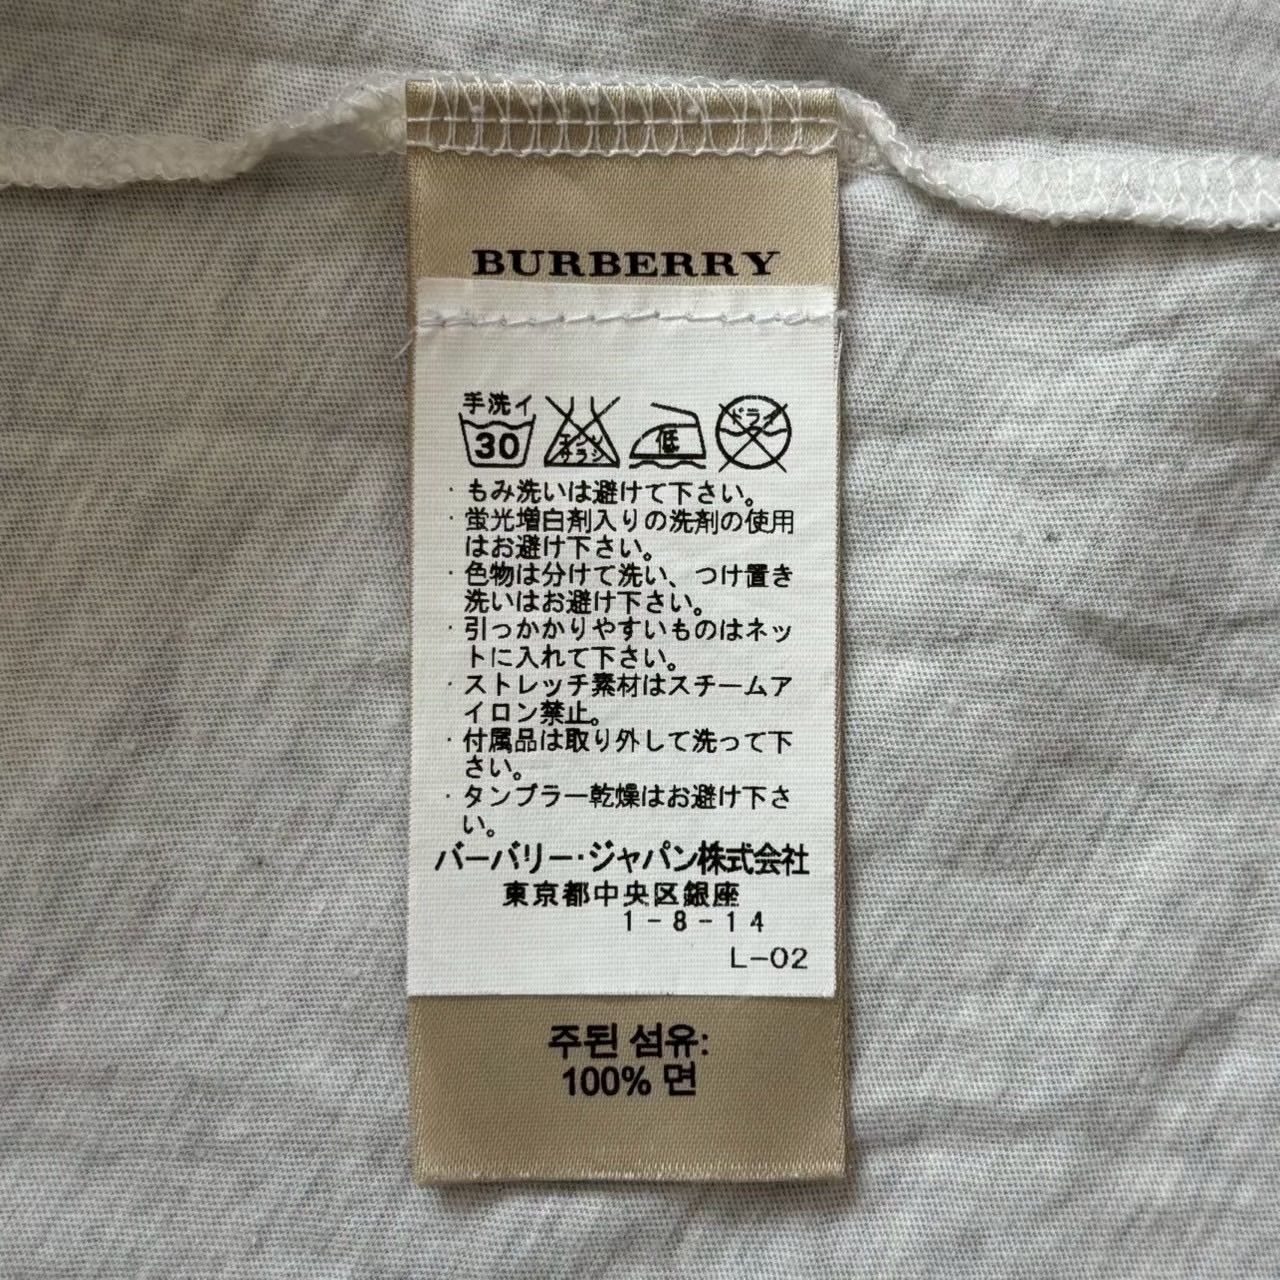 BURBERRY
手洗イ
30
エンソ
サラシ
低
ドライ
・もみ洗いは避けて下さい。
・蛍光増白剤入りの洗剤の使用
はお避け下さい。
・色物は分けて洗い、つけ置き
洗いはお避け下さい。
・引っかかりやすいものはネッ
トに入れて下さい。
・ストレッチ素材はスチームア
イロン禁止。
・付属品は取り外して洗って下
さい。
・タンブラー乾燥はお避け下さ
い。
バーバリー・ジャパン株式会社
東京都中央区銀座
1-8-14
L-02
주된 섬유:
100% 면